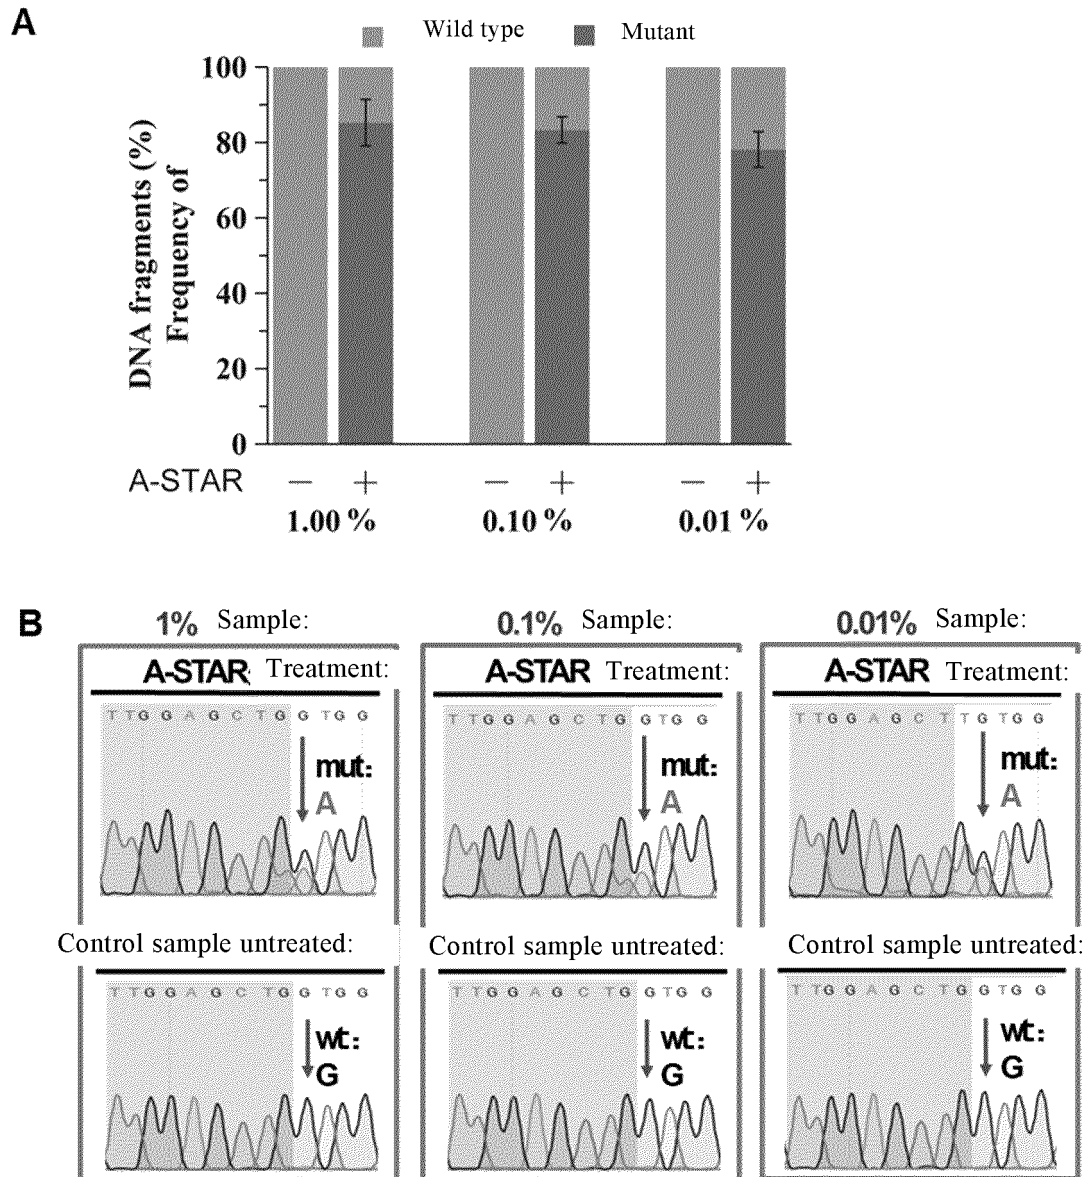 A
Wild type Mutant
100
80
60
40
20
0
DNA fragments (%)
Frequency of
A-STAR − + − + − +
1.00 % 0.10 % 0.01 %
B
1% Sample: 0.1% Sample: 0.01% Sample:
A-STAR Treatment: A-STAR Treatment: A-STAR Treatment:
T T G G A G C T G G T G G T T G G A G C T G G T G G T T G G A G C T T G T G G
mut: mut: mut:
A A A
Control sample untreated: Control sample untreated: Control sample untreated:
T T G G A G C T G G T G G T T G G A G C T G G T G G T T G G A G C T G G T G G
wt: wt: wt:
G G G